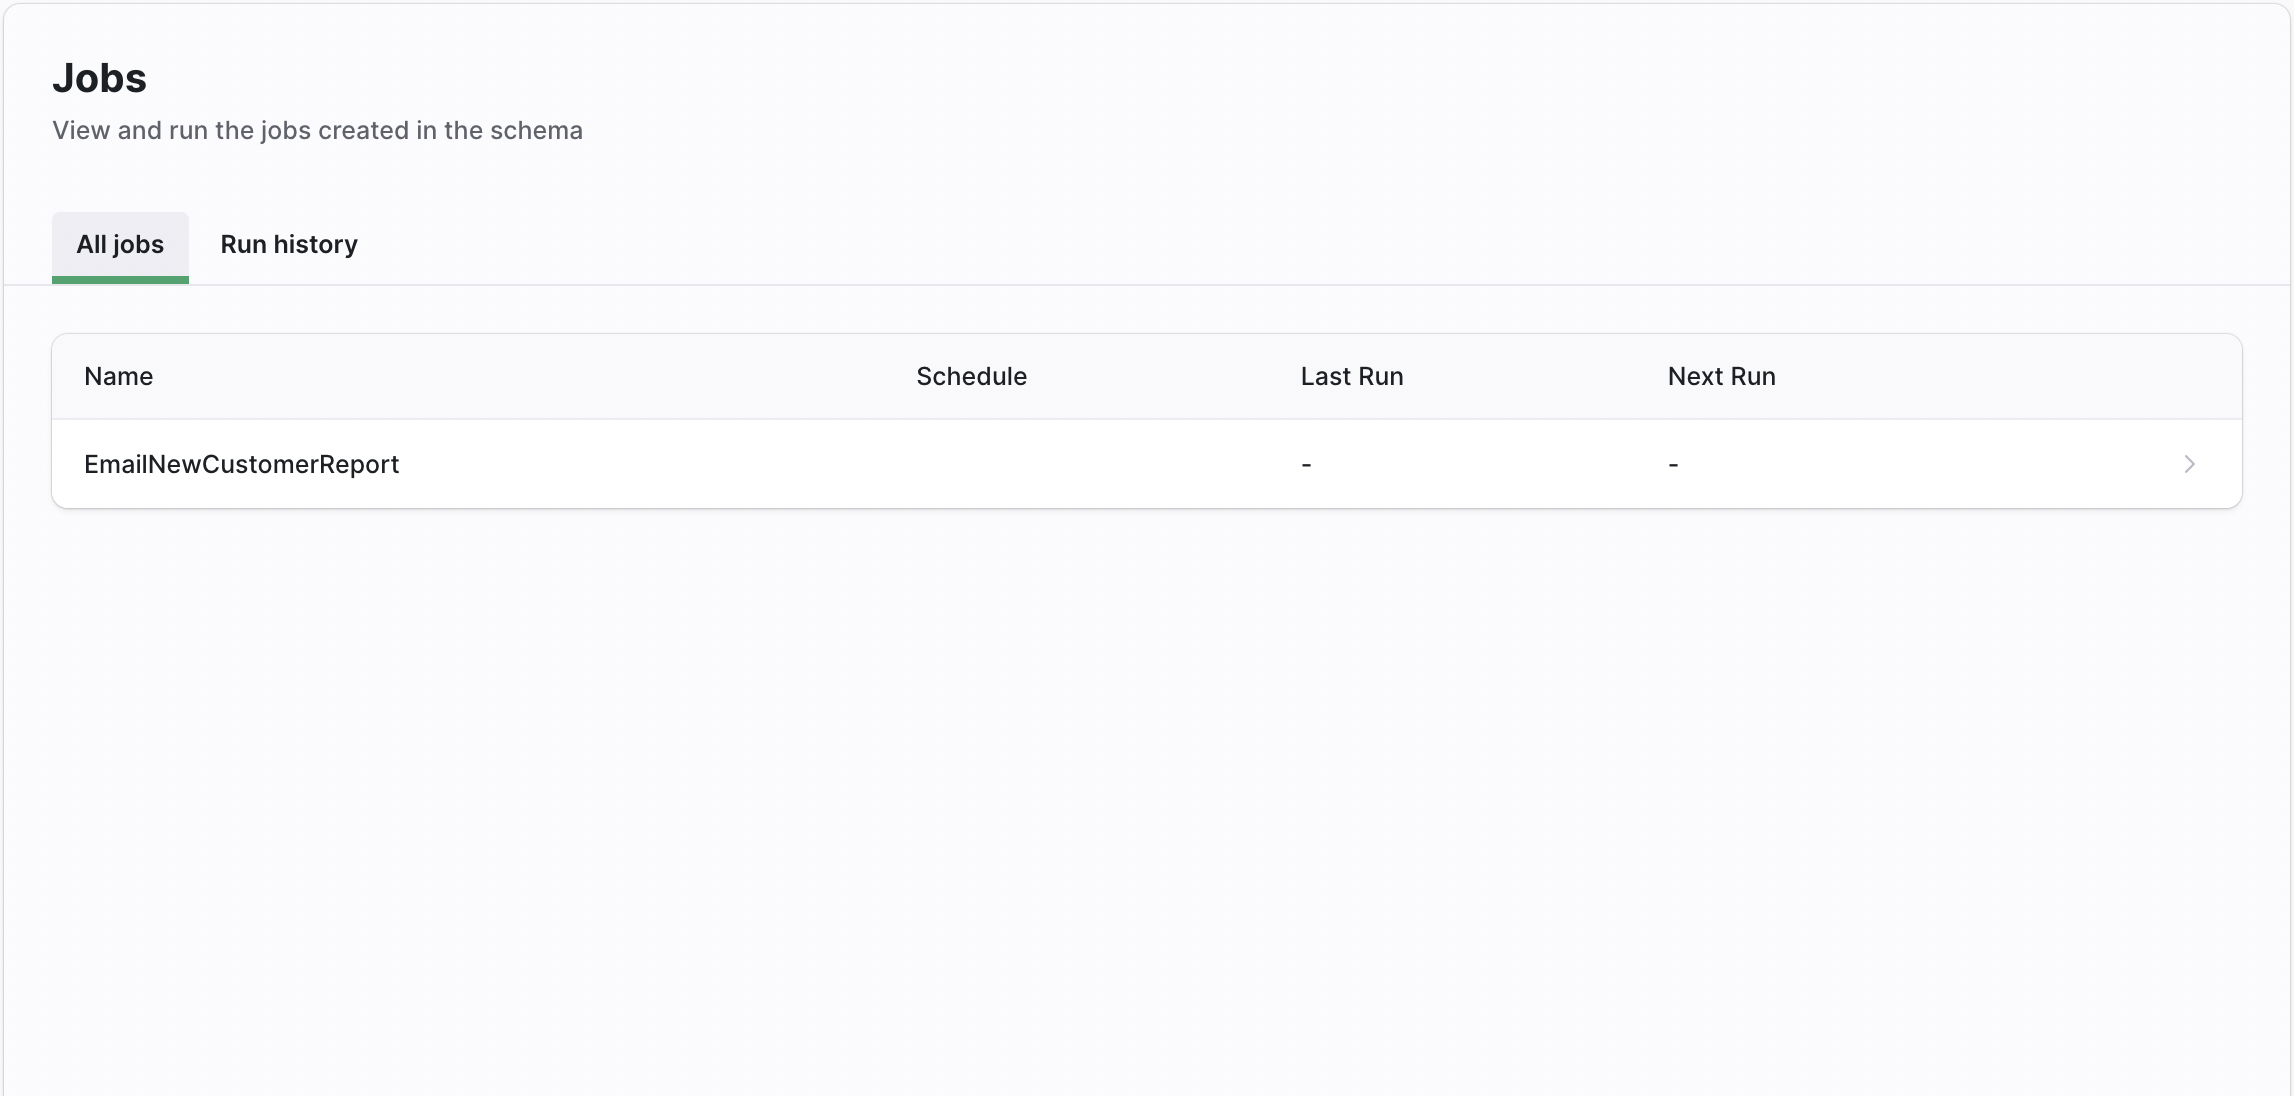 Jobs
View and run the jobs created in the schema
All jobs Run history
Name Schedule Last Run Next Run
EmailNewCustomerReport - -